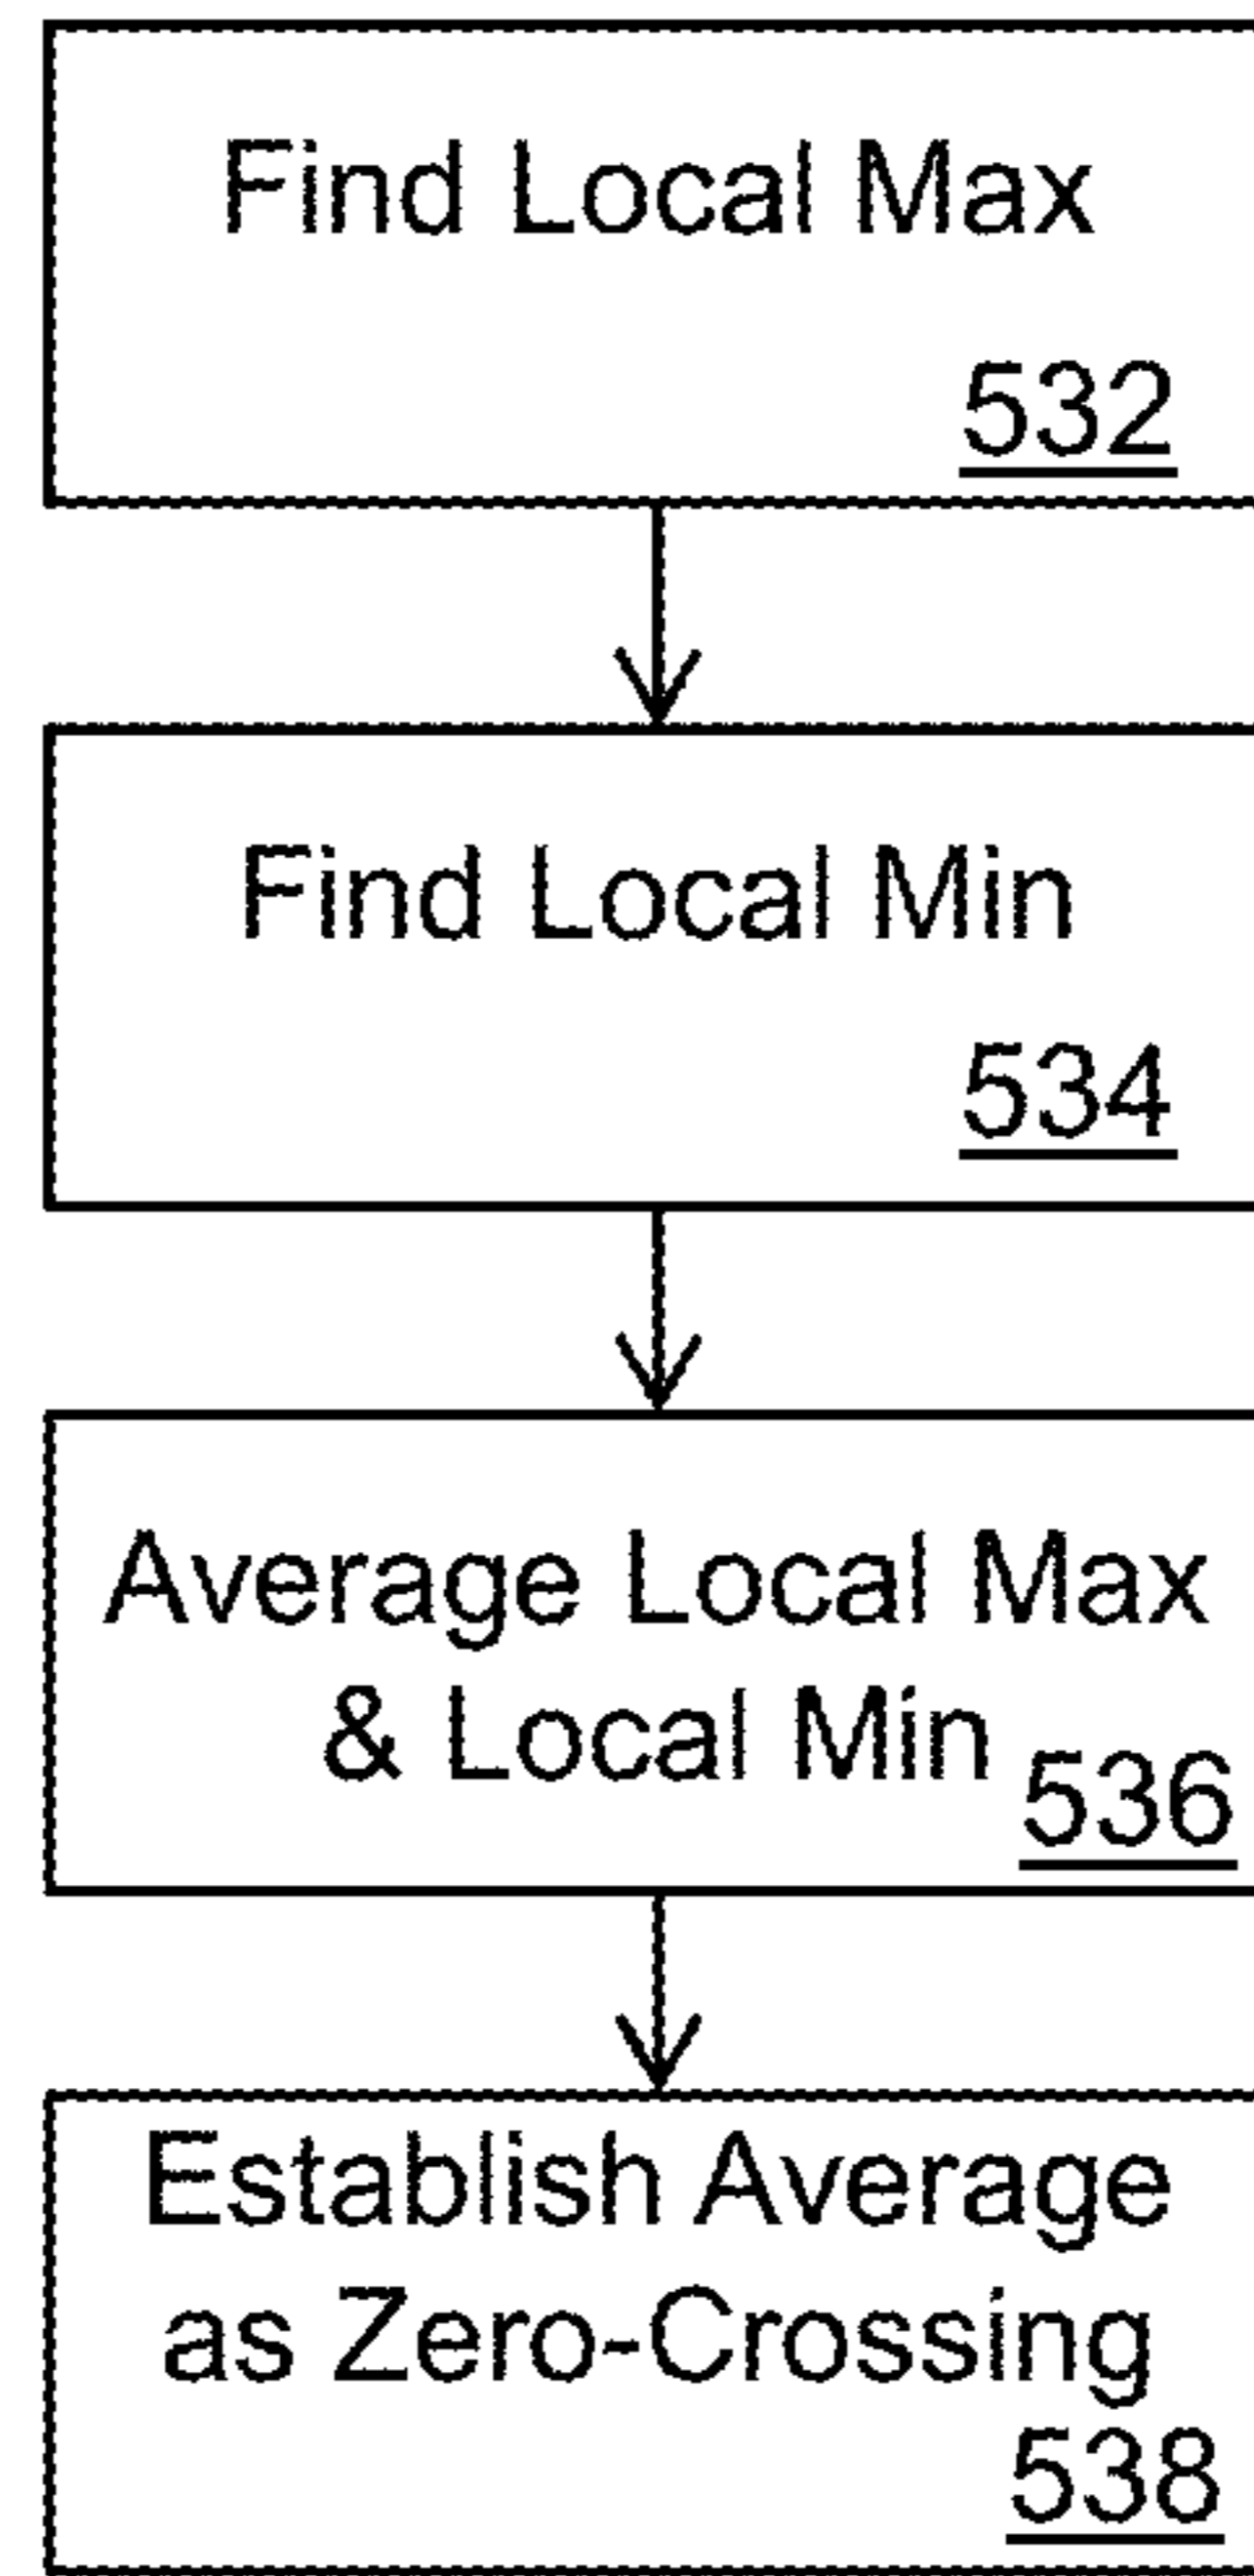 Find Local Max
532
Find Local Min
534
Average Local Max
& Local Min
536
Establish Average
as Zero-Crossing
538